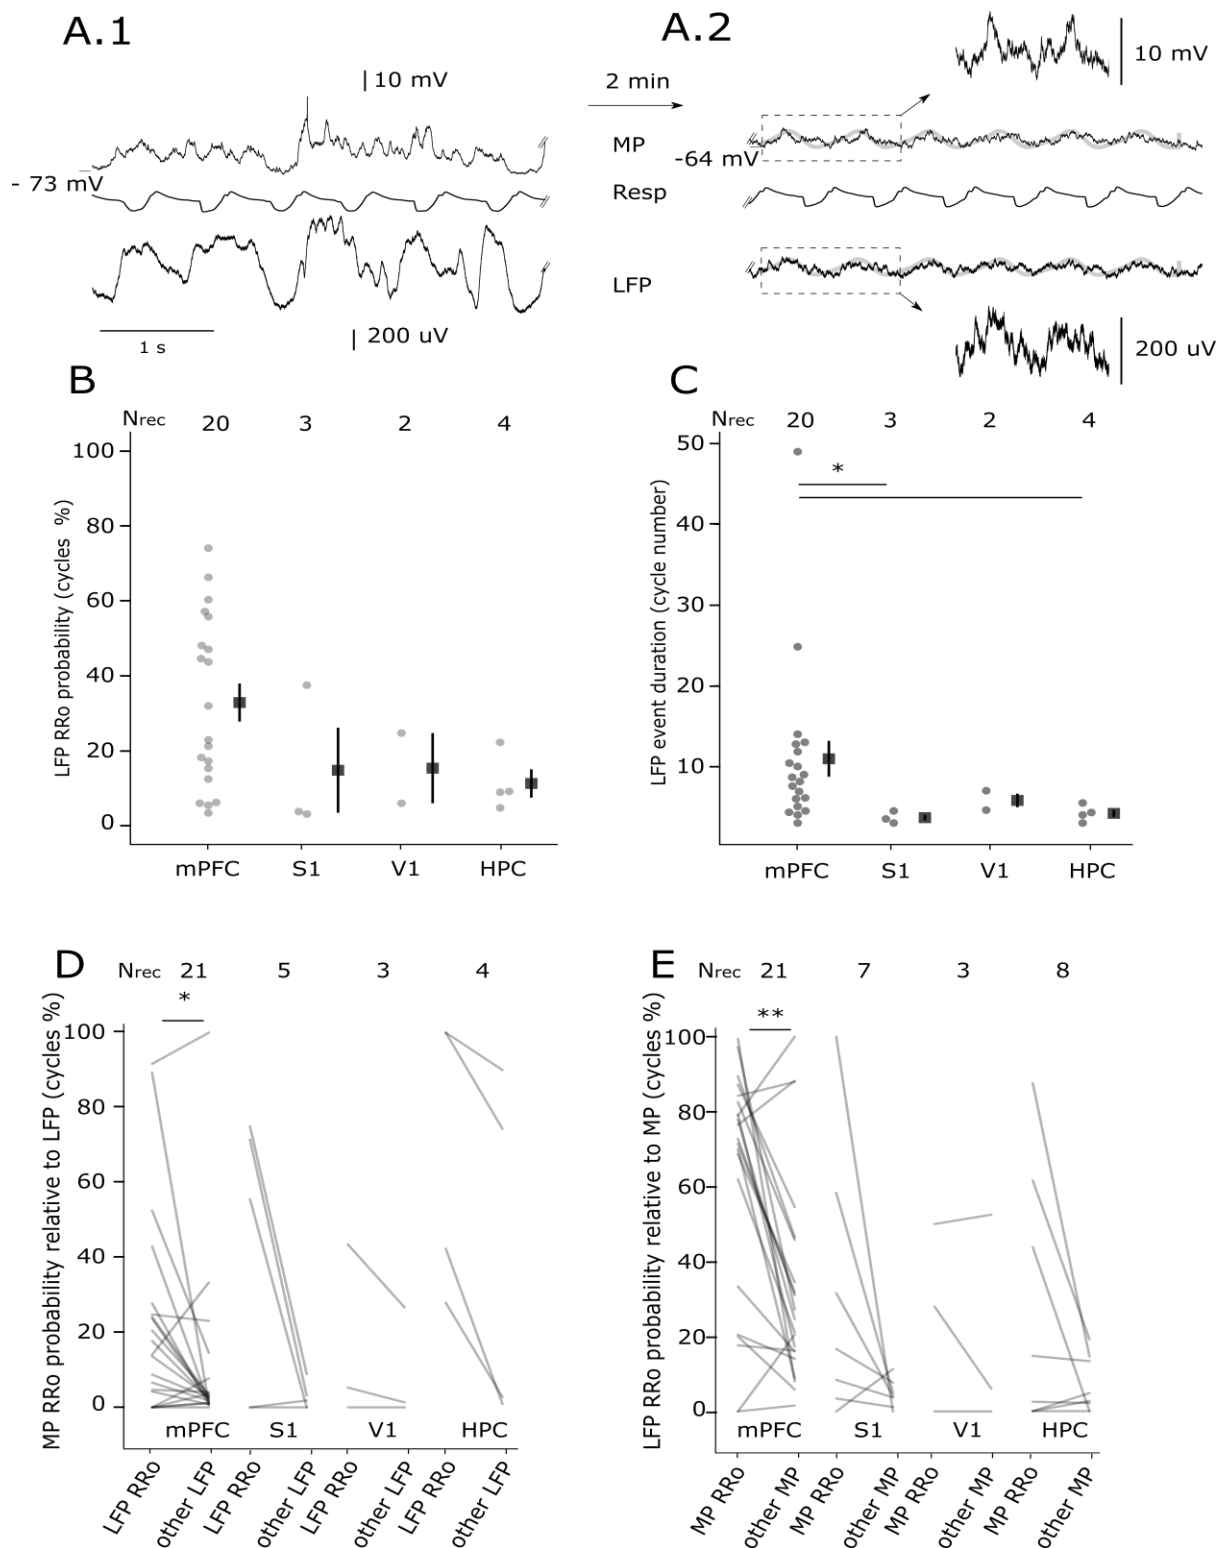 A.1
10 mV
- 73 mV
1 s
200 uV
2 min
A.2
10 mV
MP
-64 mV
Resp
LFP
200 uV
B
Nrec 20 3 2 4
LFP RRo probability (cycles %)
100
80
60
40
20
0
mPFC S1 V1 HPC
C
Nrec 20 3 2 4
LFP event duration (cycle number)
50
40
30
20
10
*
mPFC S1 V1 HPC
D
Nrec 21 5 3 4
*
MP RRo probability relative to LFP (cycles %)
100
80
60
40
20
0
mPFC S1 V1 HPC
LFP RRo other LFP LFP RRo other LFP LFP RRo other LFP LFP RRo other LFP
E
Nrec 21 7 3 8
**
LFP RRo probability relative to MP (cycles %)
100
80
60
40
20
0
mPFC S1 V1 HPC
MP RRo other MP MP RRo other MP MP RRo other MP MP RRo other MP